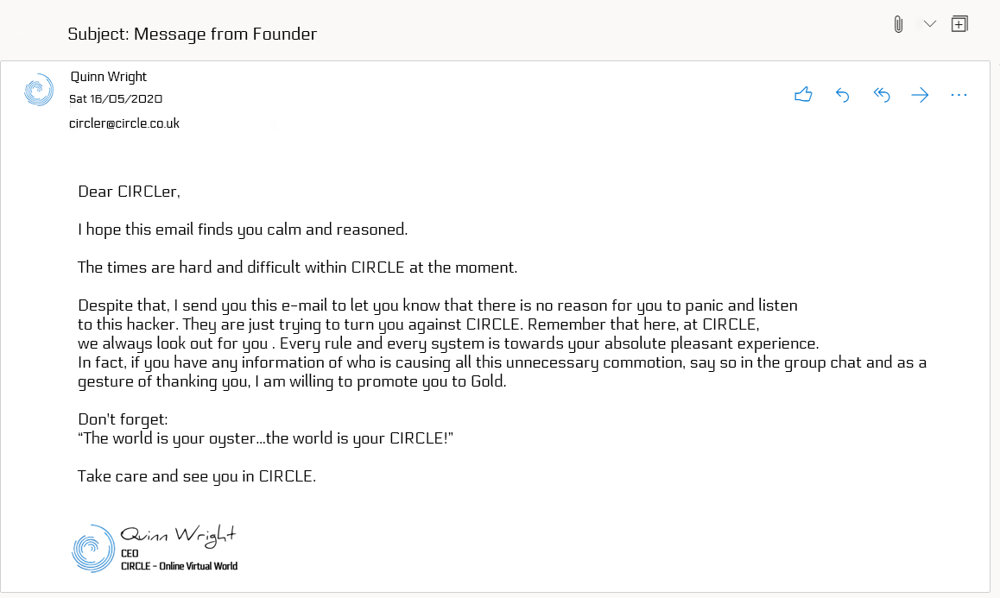 Subject: Message from Founder
Quinn Wright
Sat 16/05/2020
circler@circle.co.uk
Dear CIRCLer,
I hope this email finds you calm and reasoned.
The times are hard and difficult within CIRCLE at the moment.
Despite that, I send you this e-mail to let you know that there is no reason for you to panic and listen
to this hacker. They are just trying to turn you against CIRCLE. Remember that here, at CIRCLE,
we always look out for you . Every rule and every system is towards your absolute pleasant experience.
In fact, if you have any information of who is causing all this unnecessary commotion, say so in the group chat and as a
gesture of thanking you, I am willing to promote you to Gold.
Don't forget:
“The world is your oyster...the world is your CIRCLE!”
Take care and see you in CIRCLE.
Quinn Wright
CEO
CIRCLE - Online Virtual World